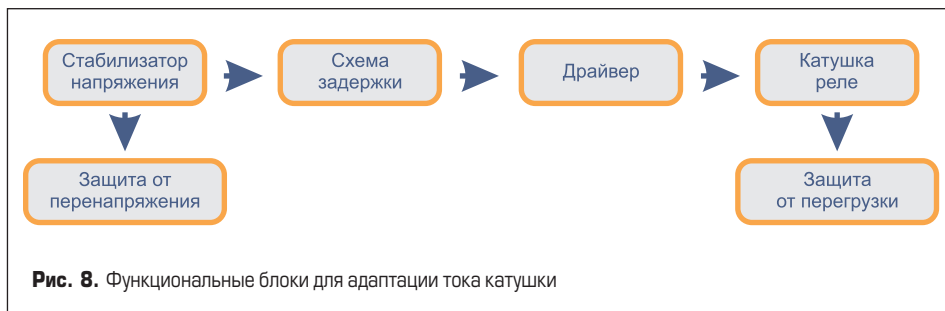 Стабилизатор
напряжения
Схема
задержки
Драйвер
Катушка
реле
Защита от
перенапряжения
Защита
от перегрузки
Рис. 8. Функциональные блоки для адаптации тока катушки